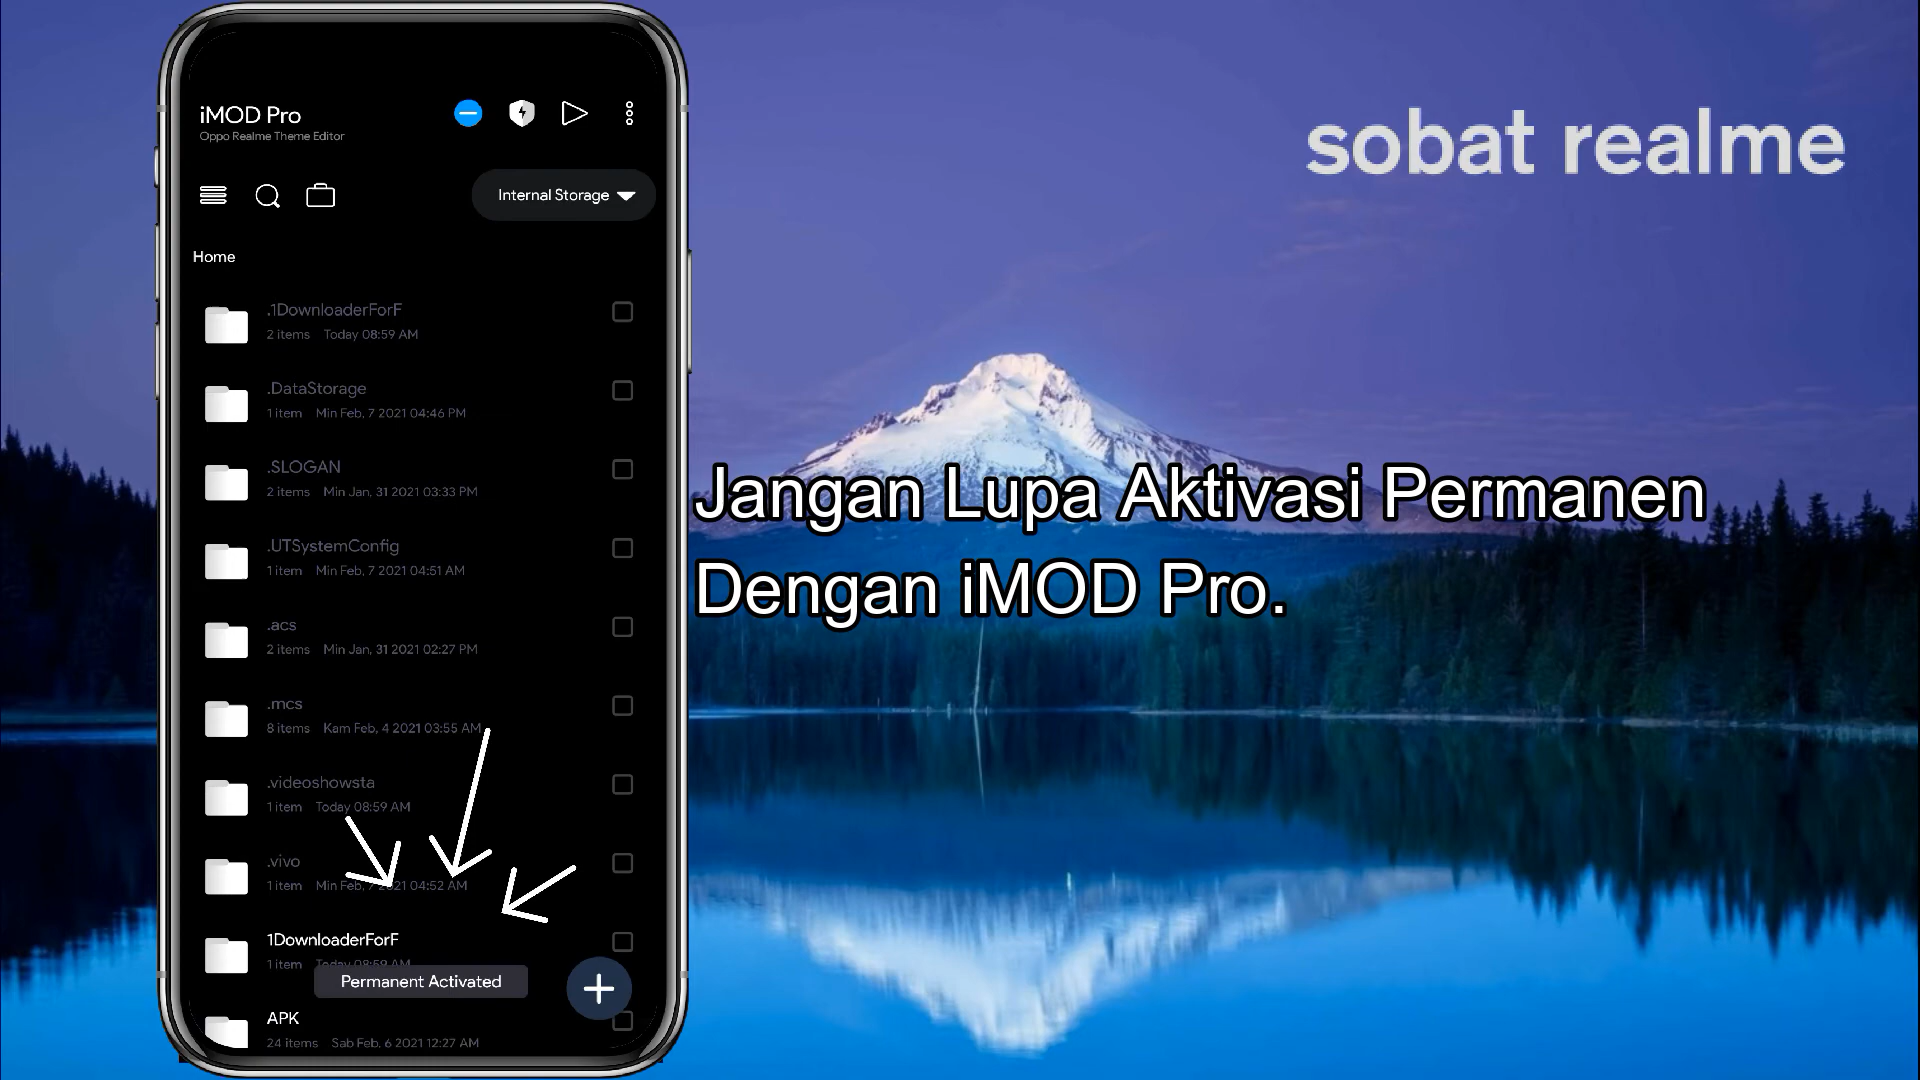 iMOD Pro
Oppo Realme Theme Editor
Internal Storage
Home
.1DownloaderForF
2 items Today 08:59 AM
.DataStorage
1 item Min Feb, 7 2021 04:46 PM
.SLOGAN
2 items Min Jan, 31 2021 03:33 PM
.UTSystemConfig
1 item Min Feb, 7 2021 04:51 AM
.acs
2 items Min Jan, 31 2021 02:27 PM
.mcs
8 items Kam Feb, 4 2021 03:55 AM
.videoshowsta
1 item Today 08:59 AM
.vivo
1 item Min Feb, 7 2021 04:52 AM
1DownloaderForF
1 item Today 08:59 AM
Permanent Activated
APK
24 items Sab Feb, 6 2021 12:27 AM
sobat realme
Jangan Lupa Aktivasi Permanen
Dengan iMOD Pro.